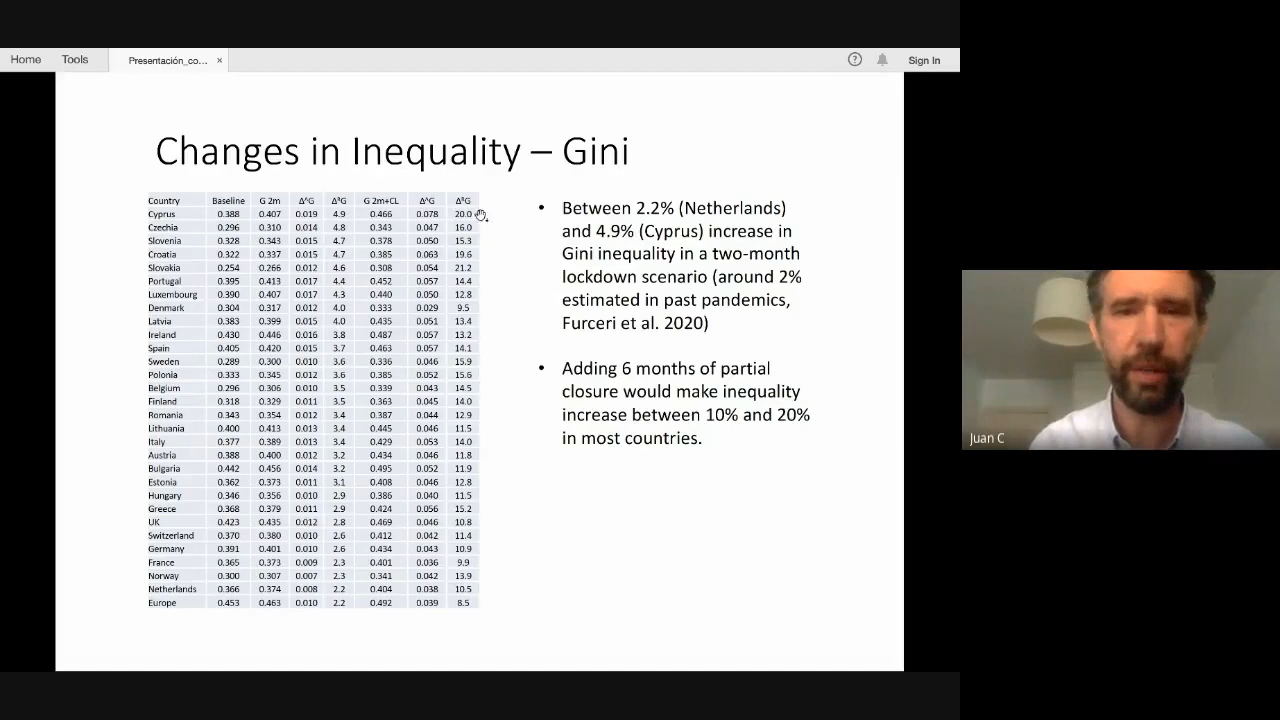 Home Tools Presentación_co... × ? Sign In
Changes in Inequality – Gini
Country Baseline G 2m ΔᴬG ΔᴿG G 2m+CL ΔᴬG ΔᴿG
Cyprus 0.388 0.407 0.019 4.9 0.466 0.078 20.0
Czechia 0.296 0.310 0.014 4.8 0.343 0.047 16.0
Slovenia 0.328 0.343 0.015 4.7 0.378 0.050 15.3
Croatia 0.322 0.337 0.015 4.7 0.385 0.063 19.6
Slovakia 0.254 0.266 0.012 4.6 0.308 0.054 21.2
Portugal 0.395 0.413 0.017 4.4 0.452 0.057 14.4
Luxembourg 0.390 0.407 0.017 4.3 0.440 0.050 12.8
Denmark 0.304 0.317 0.012 4.0 0.333 0.029 9.5
Latvia 0.383 0.399 0.015 4.0 0.435 0.051 13.4
Ireland 0.430 0.446 0.016 3.8 0.487 0.057 13.2
Spain 0.405 0.420 0.015 3.7 0.463 0.057 14.1
Sweden 0.289 0.300 0.010 3.6 0.336 0.046 15.9
Polonia 0.333 0.345 0.012 3.6 0.385 0.052 15.6
Belgium 0.296 0.306 0.010 3.5 0.339 0.043 14.5
Finland 0.318 0.329 0.011 3.5 0.363 0.045 14.0
Romania 0.343 0.354 0.012 3.4 0.387 0.044 12.9
Lithuania 0.400 0.413 0.013 3.4 0.445 0.046 11.5
Italy 0.377 0.389 0.013 3.4 0.429 0.053 14.0
Austria 0.388 0.400 0.012 3.2 0.434 0.046 11.8
Bulgaria 0.442 0.456 0.014 3.2 0.495 0.052 11.9
Estonia 0.362 0.373 0.011 3.1 0.408 0.046 12.8
Hungary 0.346 0.356 0.010 2.9 0.386 0.040 11.5
Greece 0.368 0.379 0.011 2.9 0.424 0.056 15.2
UK 0.423 0.435 0.012 2.8 0.469 0.046 10.8
Switzerland 0.370 0.380 0.010 2.6 0.412 0.042 11.4
Germany 0.391 0.401 0.010 2.6 0.434 0.043 10.9
France 0.365 0.373 0.009 2.3 0.401 0.036 9.9
Norway 0.300 0.307 0.007 2.3 0.341 0.042 13.9
Netherlands 0.366 0.374 0.008 2.2 0.404 0.038 10.5
Europe 0.453 0.463 0.010 2.2 0.492 0.039 8.5
• Between 2.2% (Netherlands)
and 4.9% (Cyprus) increase in
Gini inequality in a two-month
lockdown scenario (around 2%
estimated in past pandemics,
Furceri et al. 2020)
• Adding 6 months of partial
closure would make inequality
increase between 10% and 20%
in most countries.
Juan C